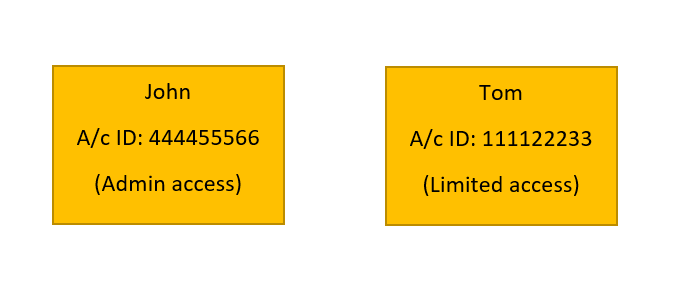 John
A/c ID: 444455566
(Admin access)
Tom
A/c ID: 111122233
(Limited access)